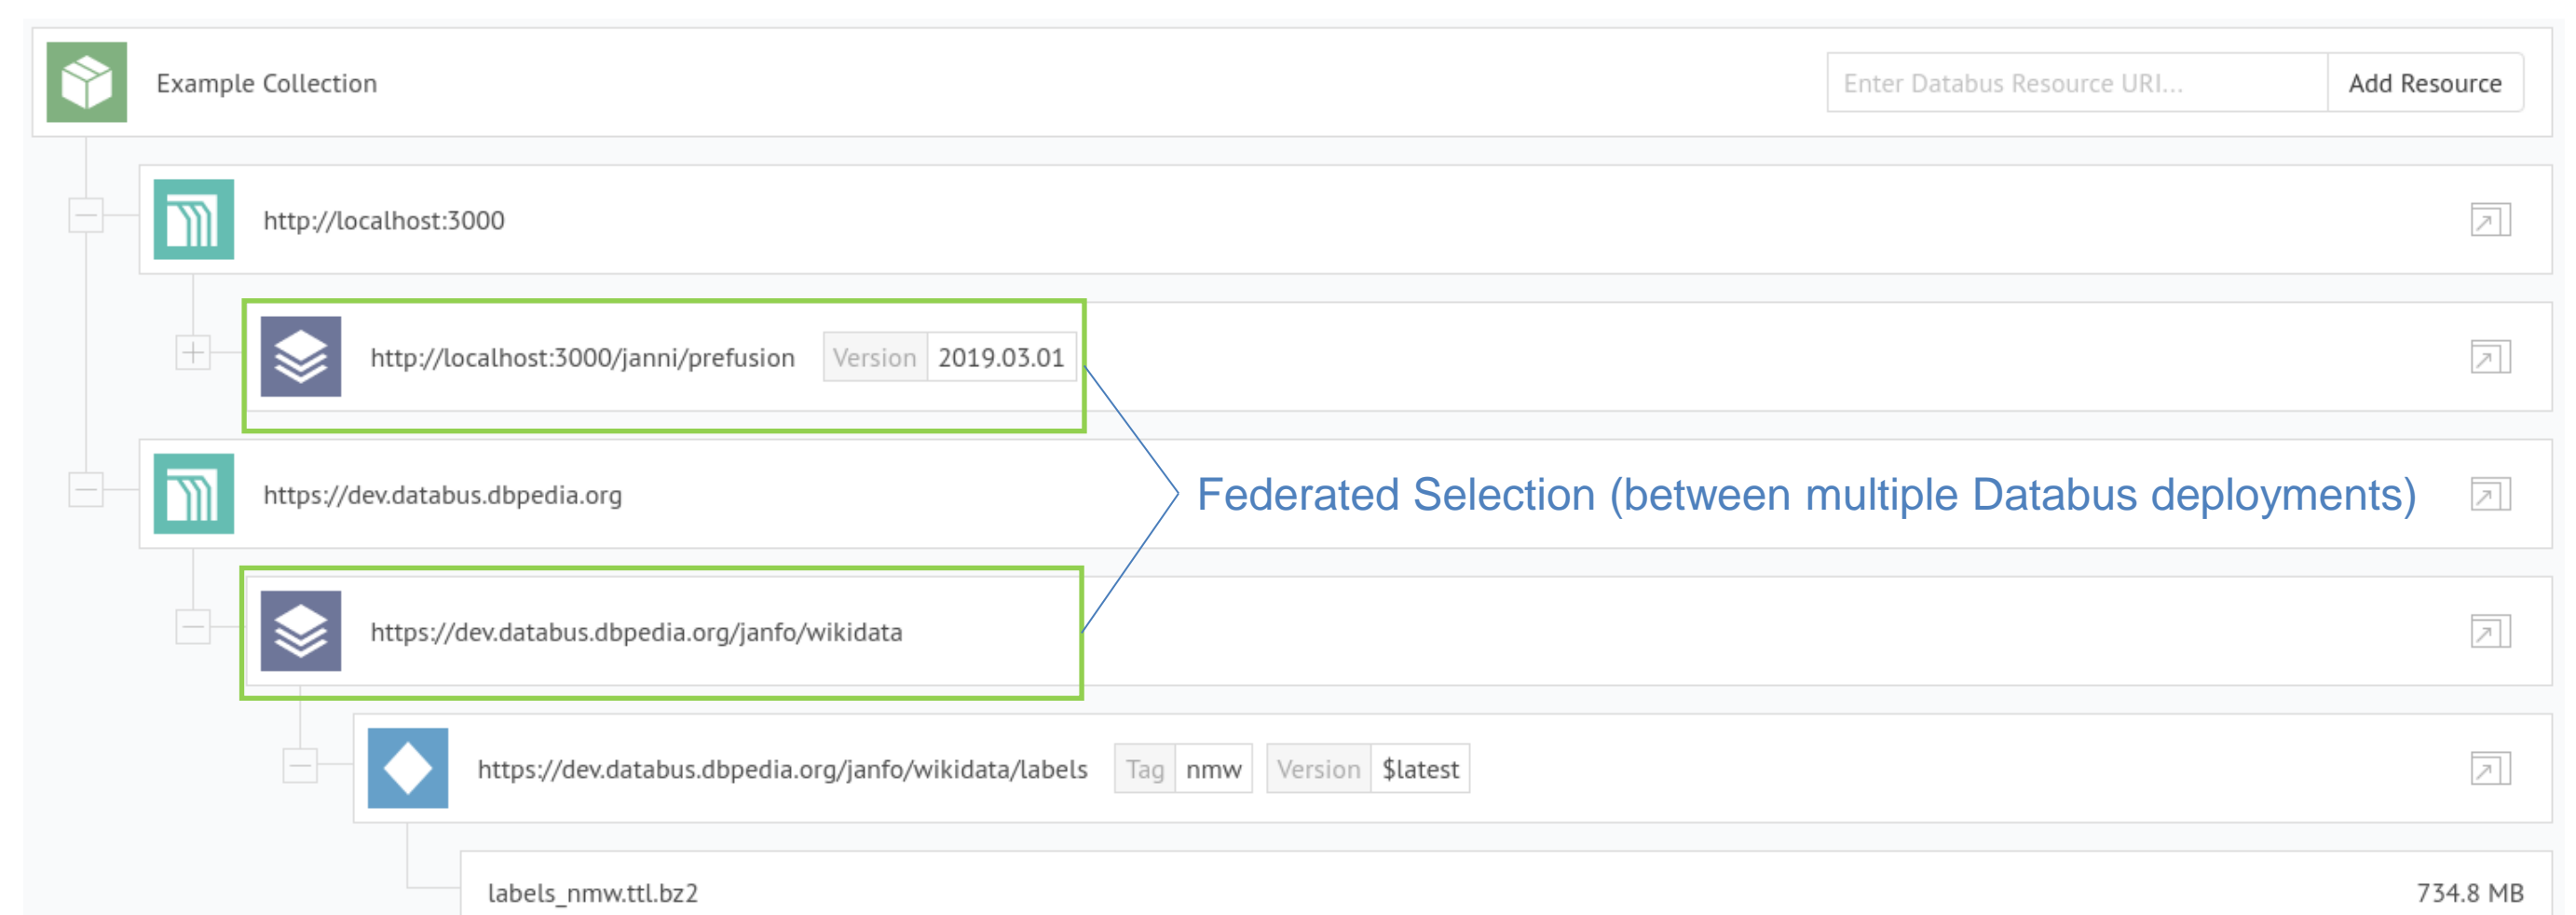 Example Collection Enter Databus Resource URI... Add Resource
http://localhost:3000
http://localhost:3000/janni/prefusion Version 2019.03.01
https://dev.databus.dbpedia.org Federated Selection (between multiple Databus deployments)
https://dev.databus.dbpedia.org/janfo/wikidata
https://dev.databus.dbpedia.org/janfo/wikidata/labels Tag nmw Version $latest
labels_nmw.ttl.bz2 734.8 MB